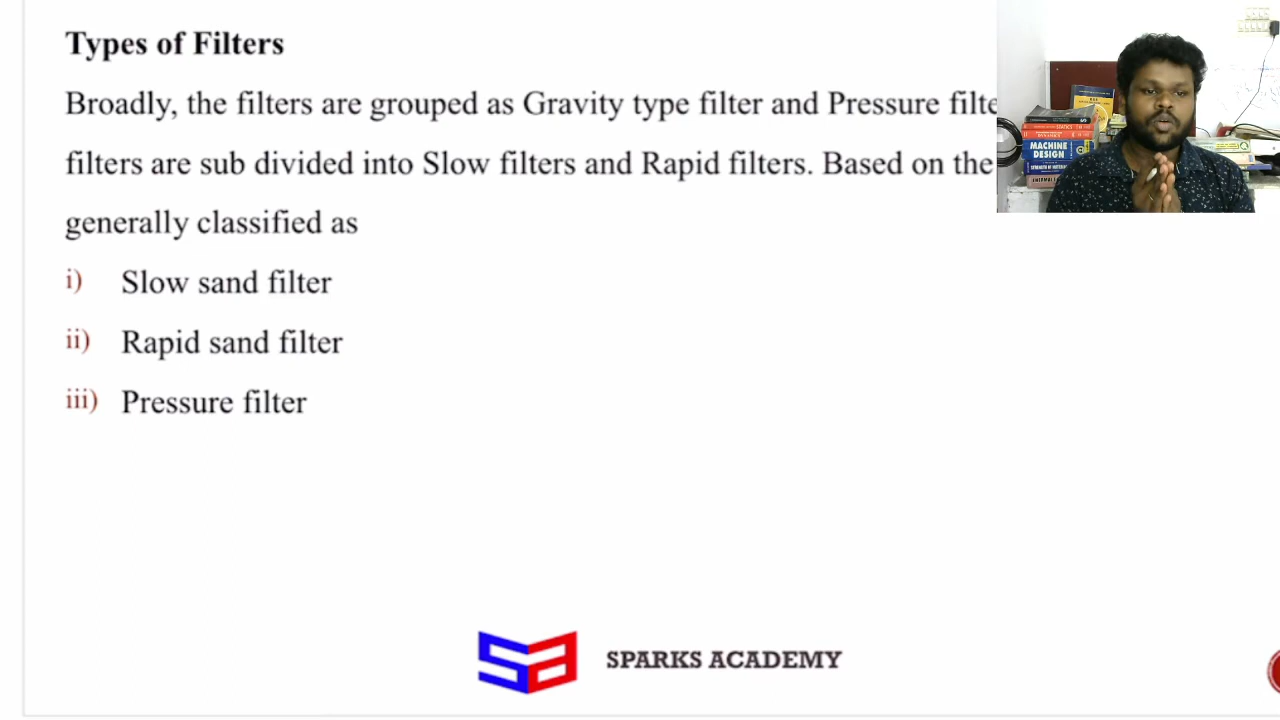 Types of Filters
Broadly, the filters are grouped as Gravity type filter and Pressure filte
filters are sub divided into Slow filters and Rapid filters. Based on the
generally classified as
i) Slow sand filter
ii) Rapid sand filter
iii) Pressure filter
STATICS
DYNAMICS
MACHINE
DESIGN
SPARKS ACADEMY